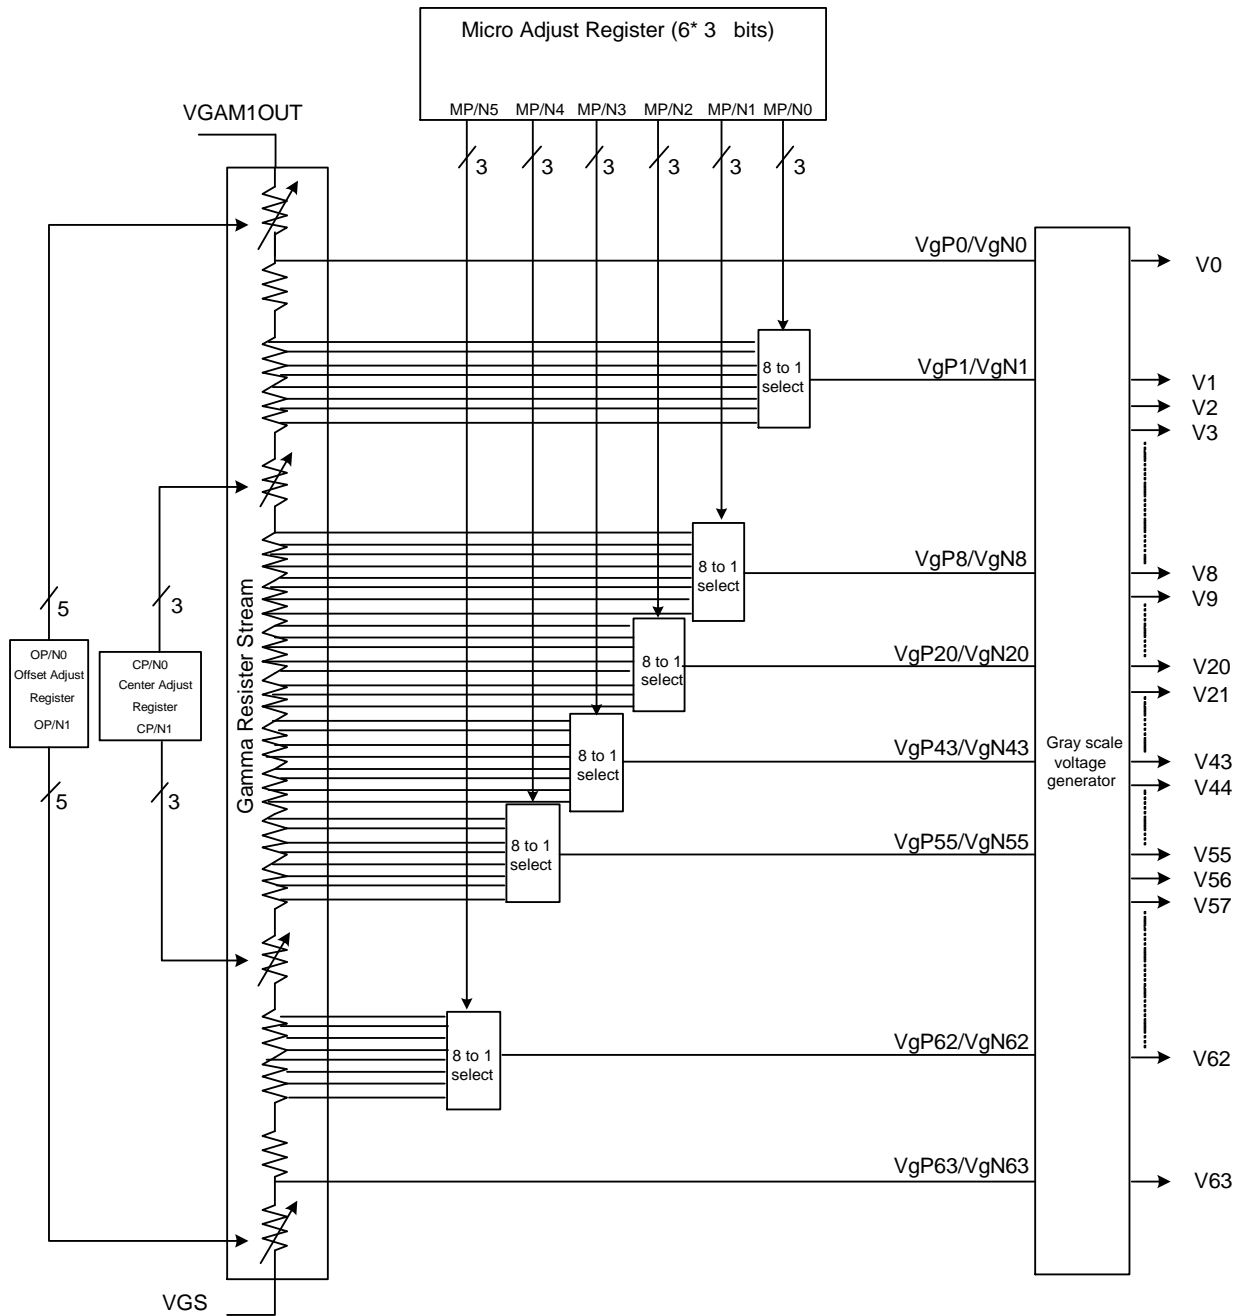 Micro Adjust Register (6* 3 bits)
MP/N5 MP/N4 MP/N3 MP/N2 MP/N1 MP/N0
VGAM1OUT
3 3 3 3 3 3
VgP0/VgN0
V0
8 to 1
select
VgP1/VgN1
V1
V2
V3
8 to 1
select
VgP8/VgN8
V8
V9
5
3
OP/N0
Offset Adjust
Register
OP/N1
CP/N0
Center Adjust
Register
CP/N1
5
3
Gamma Resister Stream
8 to 1
select
VgP20/VgN20
V20
V21
8 to 1
select
VgP43/VgN43
Gray scale
voltage
generator
V43
V44
8 to 1
select
VgP55/VgN55
V55
V56
V57
8 to 1
select
VgP62/VgN62
V62
VgP63/VgN63
V63
VGS